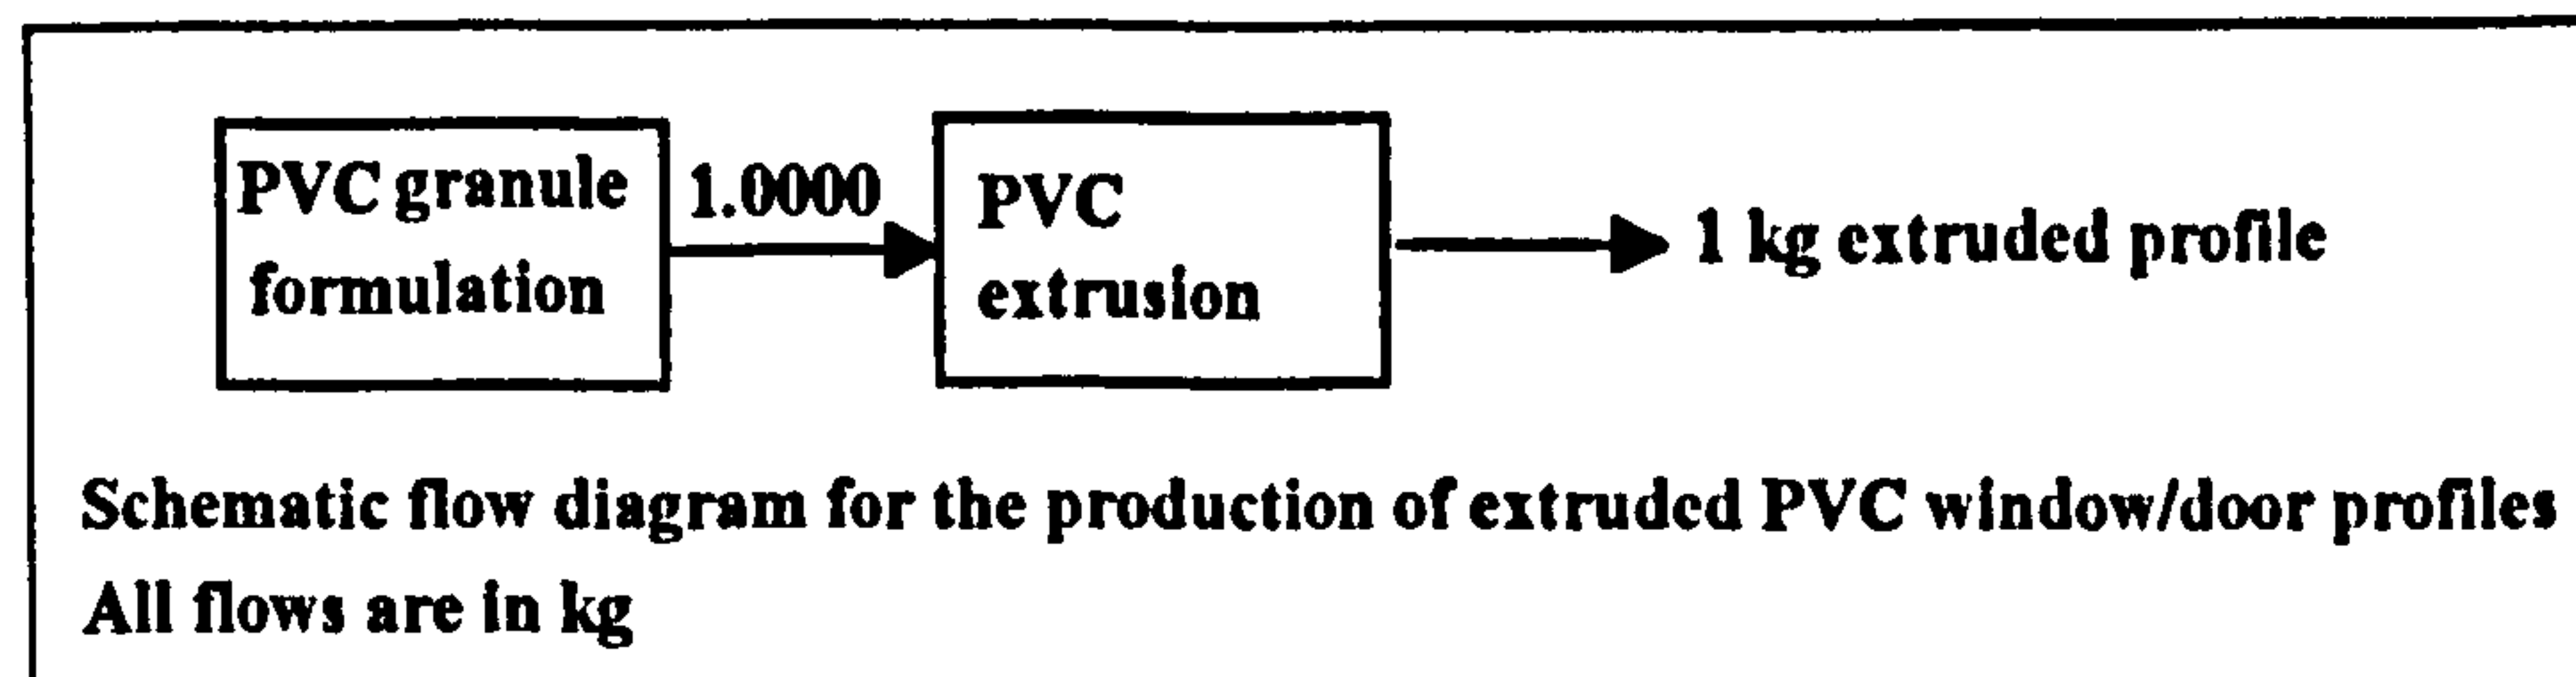 PVC granule
formulation
1.0000
PVC
extrusion
1 kg extruded profile
Schematic flow diagram for the production of extruded PVC window/door profiles
All flows are in kg